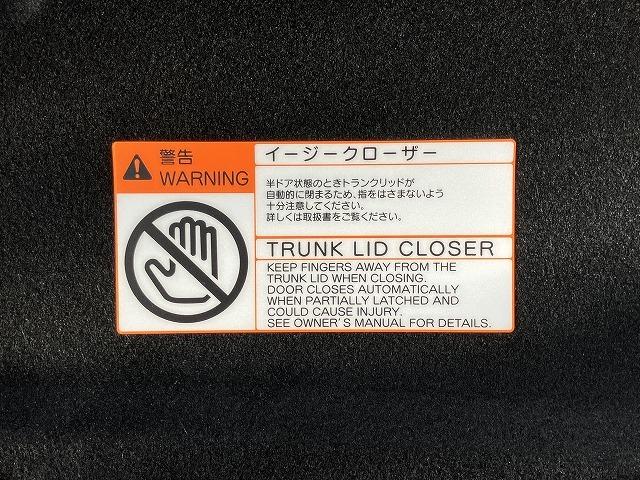 警告
WARNING
イージークローザー
半ドア状態のときトランクリッドが
自動的に閉まるため、指をはさまないよう
十分注意してください。
詳しくは取扱書をご覧ください。
TRUNK LID CLOSER
KEEP FINGERS AWAY FROM THE
TRUNK LID WHEN CLOSING.
DOOR CLOSES AUTOMATICALLY
WHEN PARTIALLY LATCHED AND
COULD CAUSE INJURY.
SEE OWNER'S MANUAL FOR DETAILS.